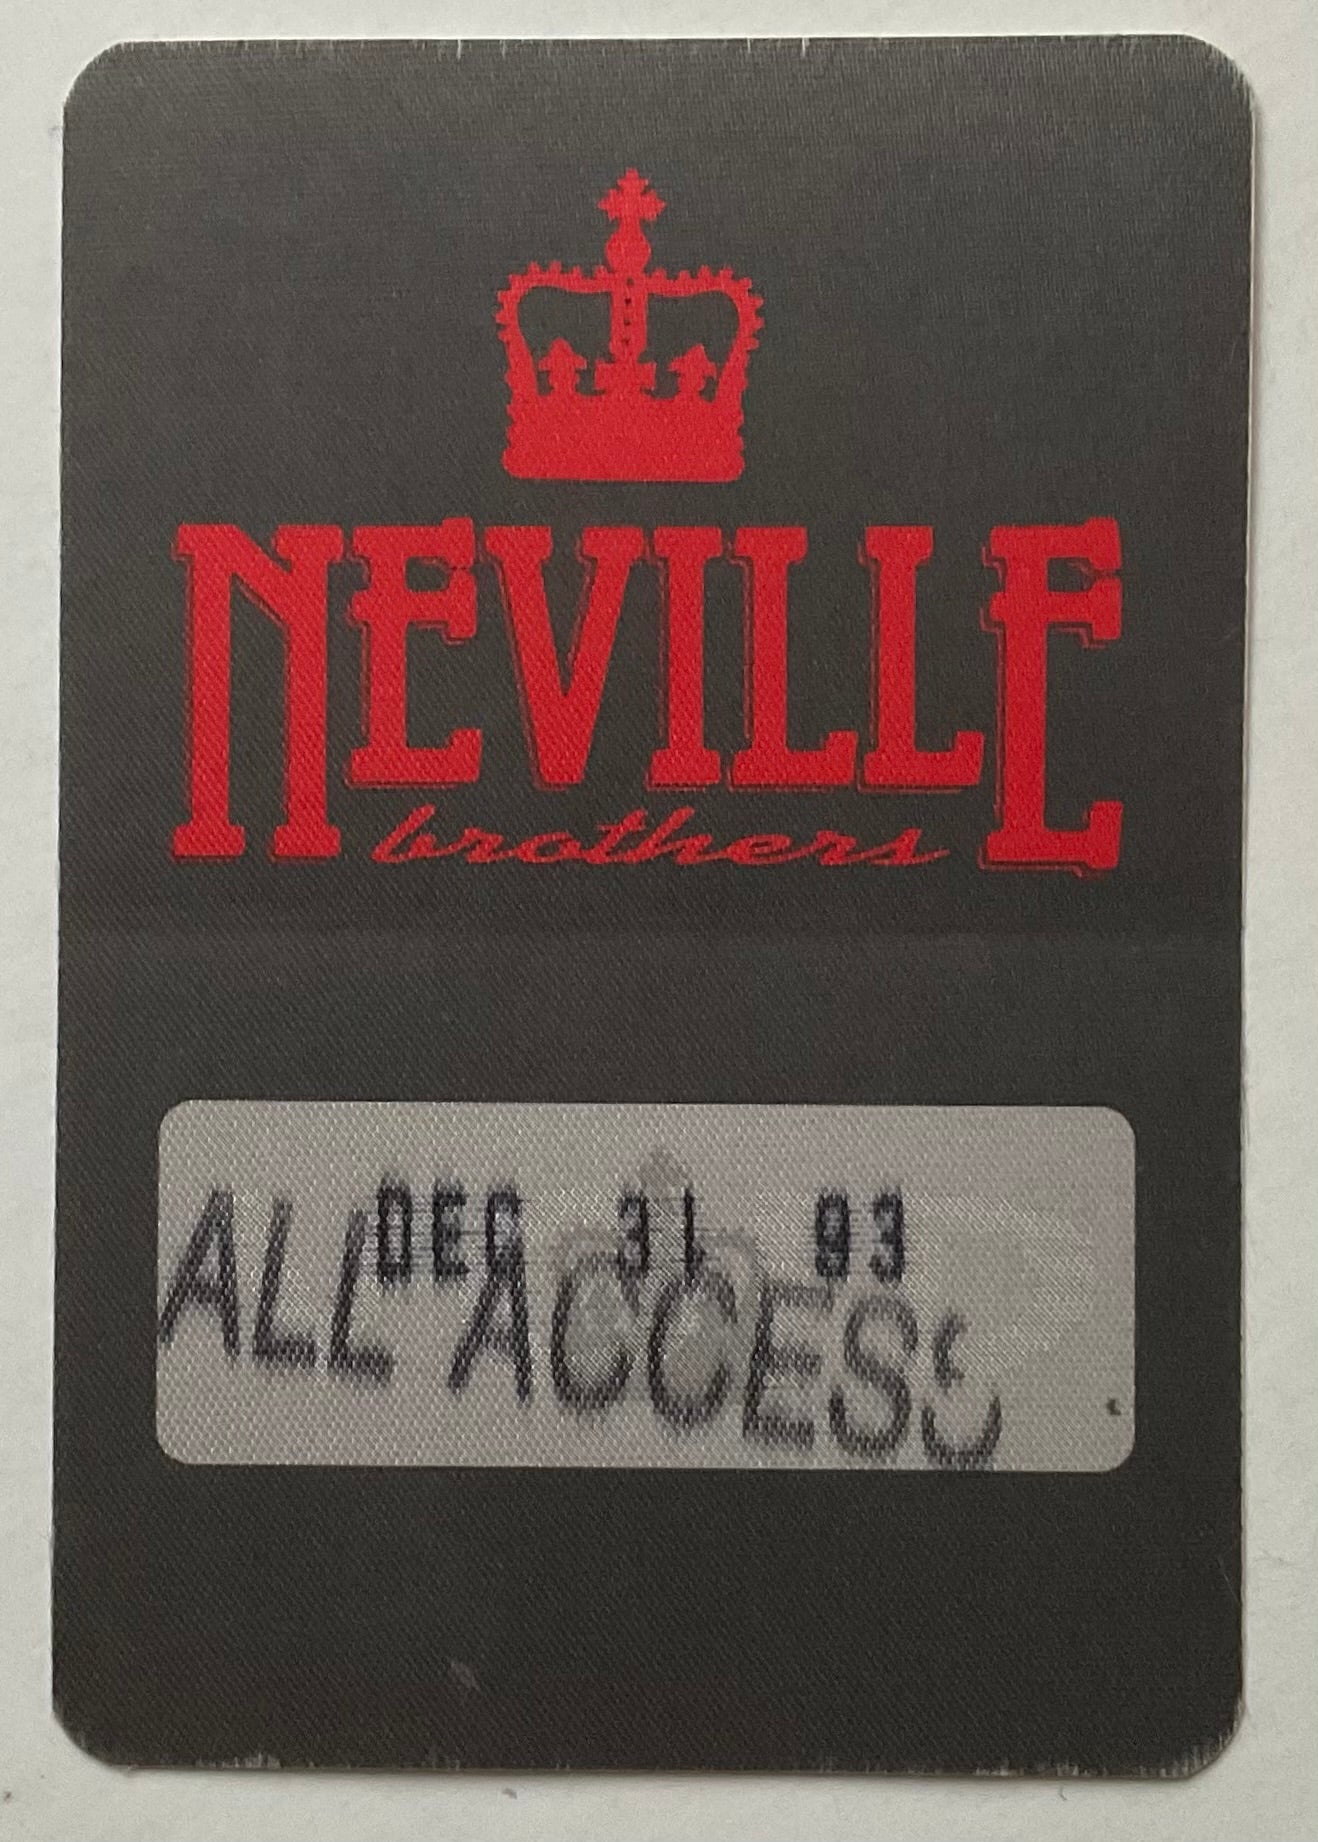 NEVILLE
brothers
DEC 31 93
ALL ACCESS